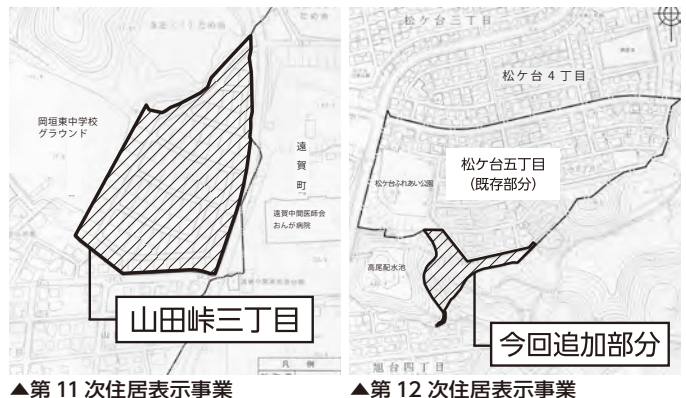 岡垣東中学校
グラウンド
遠賀町
遠賀中間医師会
おんが病院
山田峠三丁目
凡 例
▲第 11 次住居表示事業
松ケ台三丁目
松ケ台4丁目
松ケ台五丁目
(既存部分)
松ケ台ふれあい公園
高尾配水池
今回追加部分
旭台四丁目
▲第 12 次住居表示事業